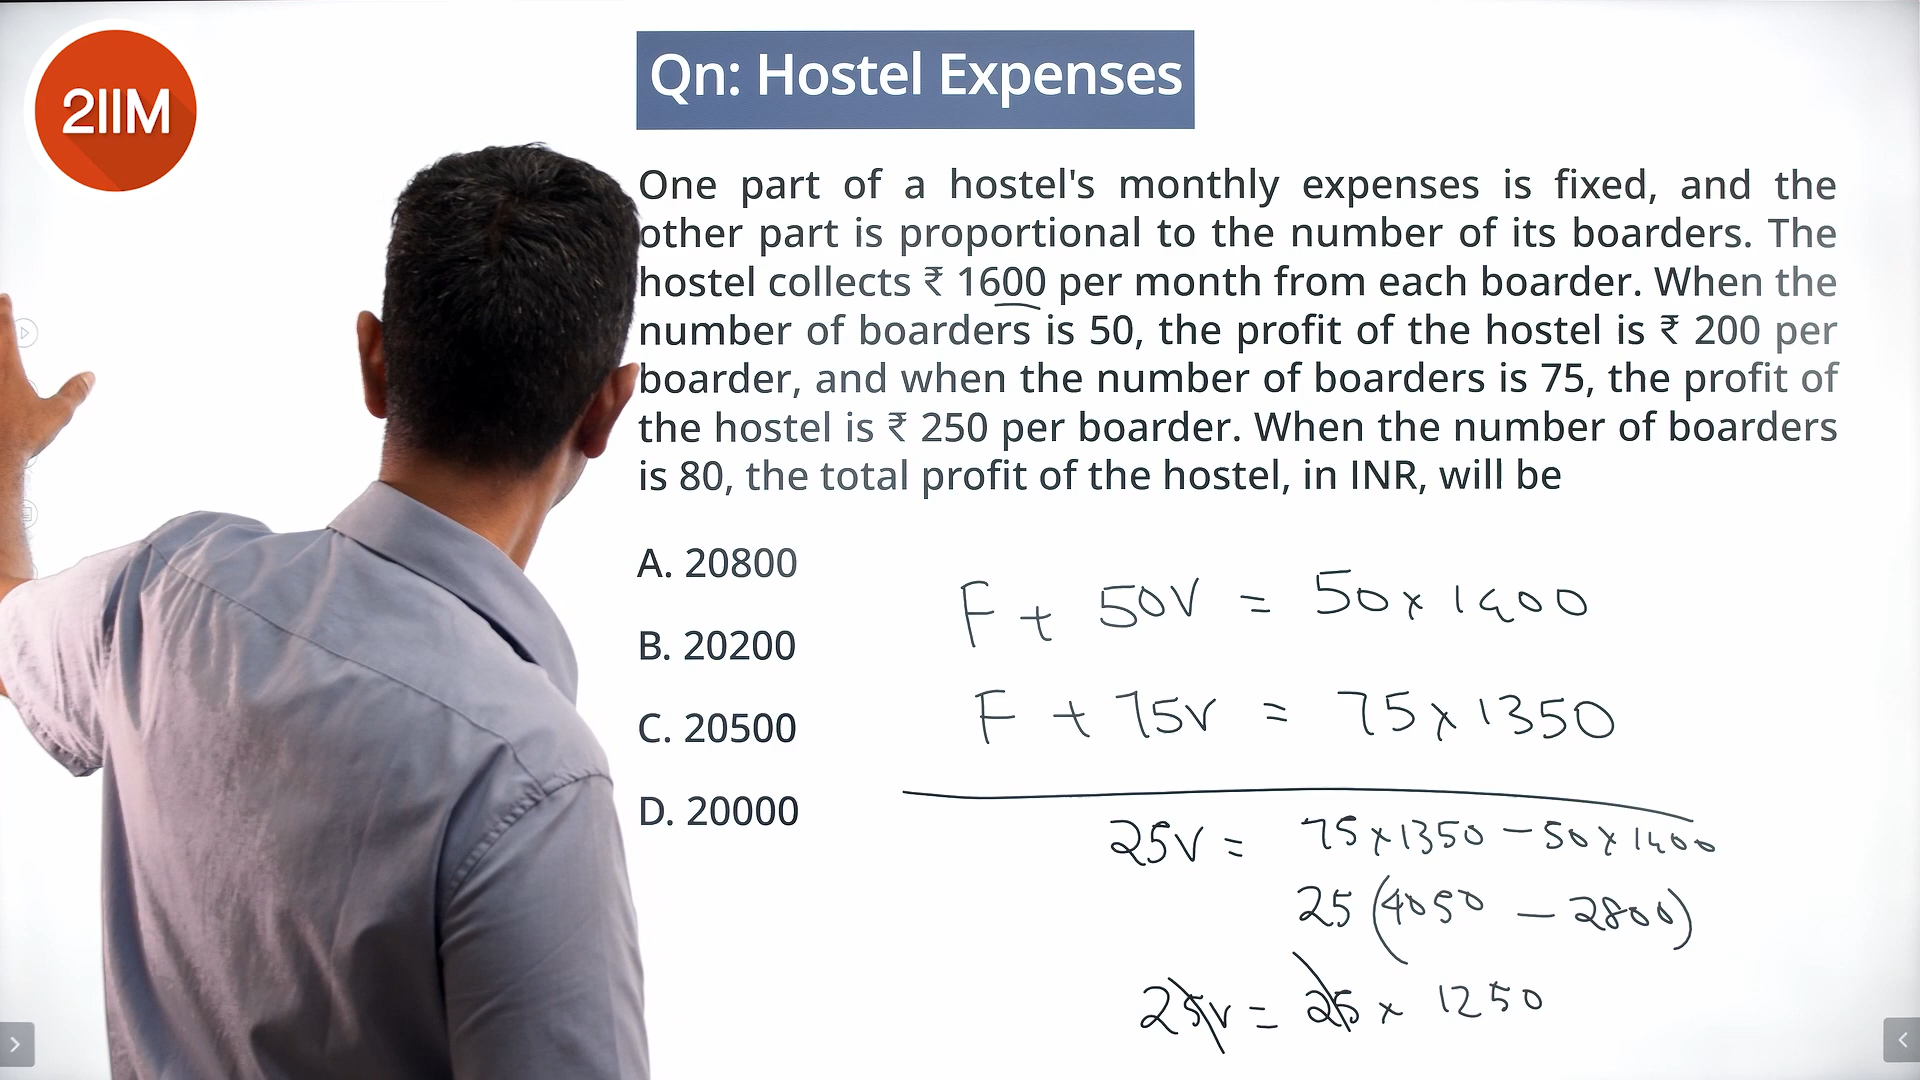 2IIM
Qn: Hostel Expenses
One part of a hostel's monthly expenses is fixed, and the
other part is proportional to the number of its boarders. The
hostel collects ₹ 1600 per month from each boarder. When the
number of boarders is 50, the profit of the hostel is ₹ 200 per
boarder, and when the number of boarders is 75, the profit of
the hostel is ₹ 250 per boarder. When the number of boarders
is 80, the total profit of the hostel, in INR, will be
A. 20800
B. 20200
C. 20500
D. 20000
F + 50V = 50 x 1400
F + 75V = 75 x 1350
25V = 75 x 1350 - 50 x 1400
25 (4050 - 2800)
25V = 25 x 1250